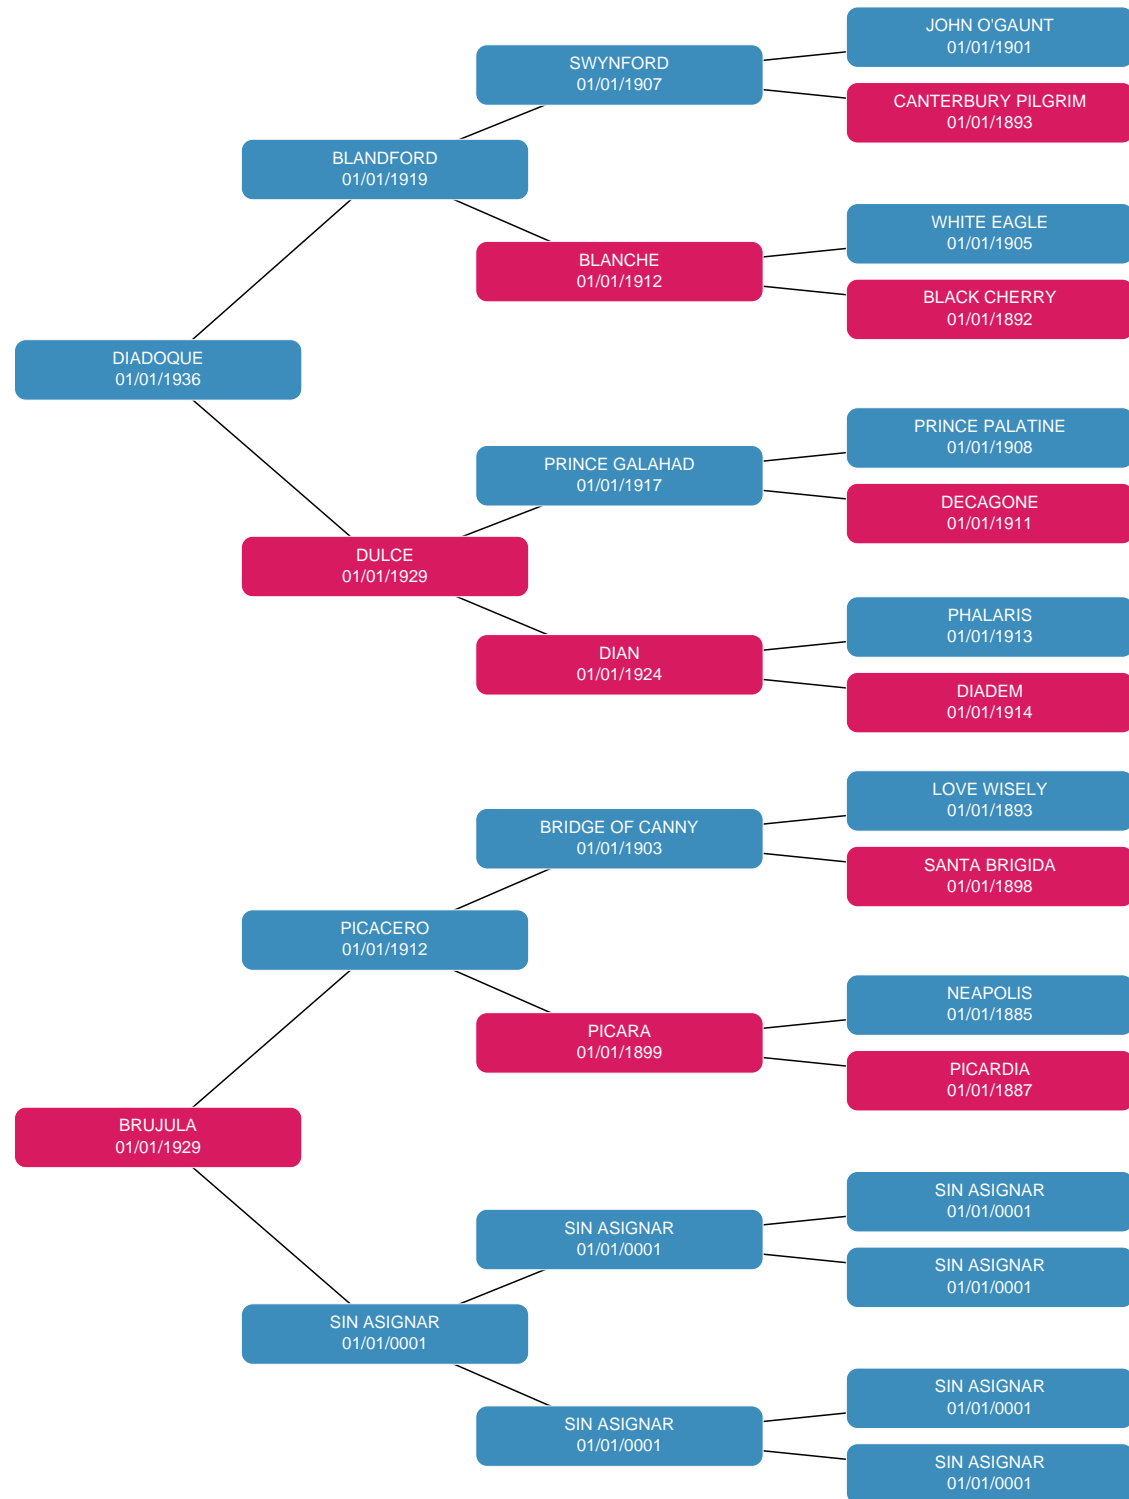 JOHN O'GAUNT
01/01/1901
SWYNFORD
01/01/1907
CANTERBURY PILGRIM
01/01/1893
BLANDFORD
01/01/1919
WHITE EAGLE
01/01/1905
BLANCHE
01/01/1912
BLACK CHERRY
01/01/1892
DIADOQUE
01/01/1936
PRINCE PALATINE
01/01/1908
PRINCE GALAHAD
01/01/1917
DECAGONE
01/01/1911
DULCE
01/01/1929
PHALARIS
01/01/1913
DIAN
01/01/1924
DIADEM
01/01/1914
LOVE WISELY
01/01/1893
BRIDGE OF CANNY
01/01/1903
SANTA BRIGIDA
01/01/1898
PICACERO
01/01/1912
NEAPOLIS
01/01/1885
PICARA
01/01/1899
PICARDIA
01/01/1887
BRUJULA
01/01/1929
SIN ASIGNAR
01/01/0001
SIN ASIGNAR
01/01/0001
SIN ASIGNAR
01/01/0001
SIN ASIGNAR
01/01/0001
SIN ASIGNAR
01/01/0001
SIN ASIGNAR
01/01/0001
SIN ASIGNAR
01/01/0001